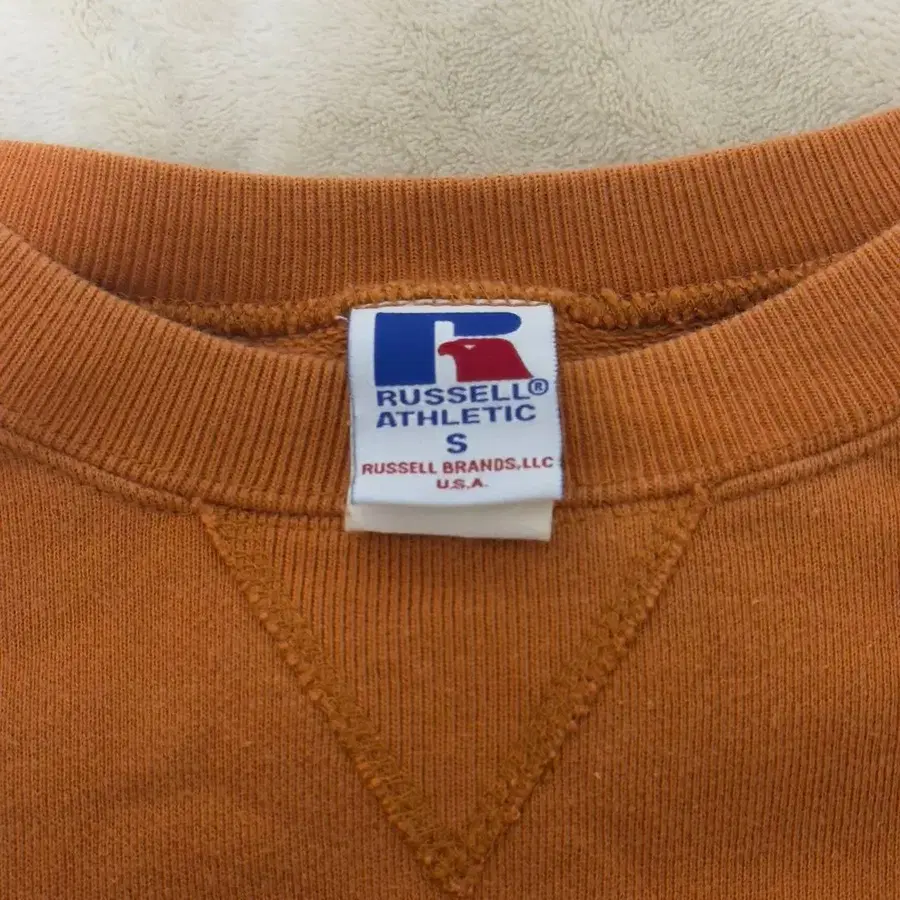 RUSSELL®
ATHLETIC
S
RUSSELL BRANDS, LLC
U.S.A.